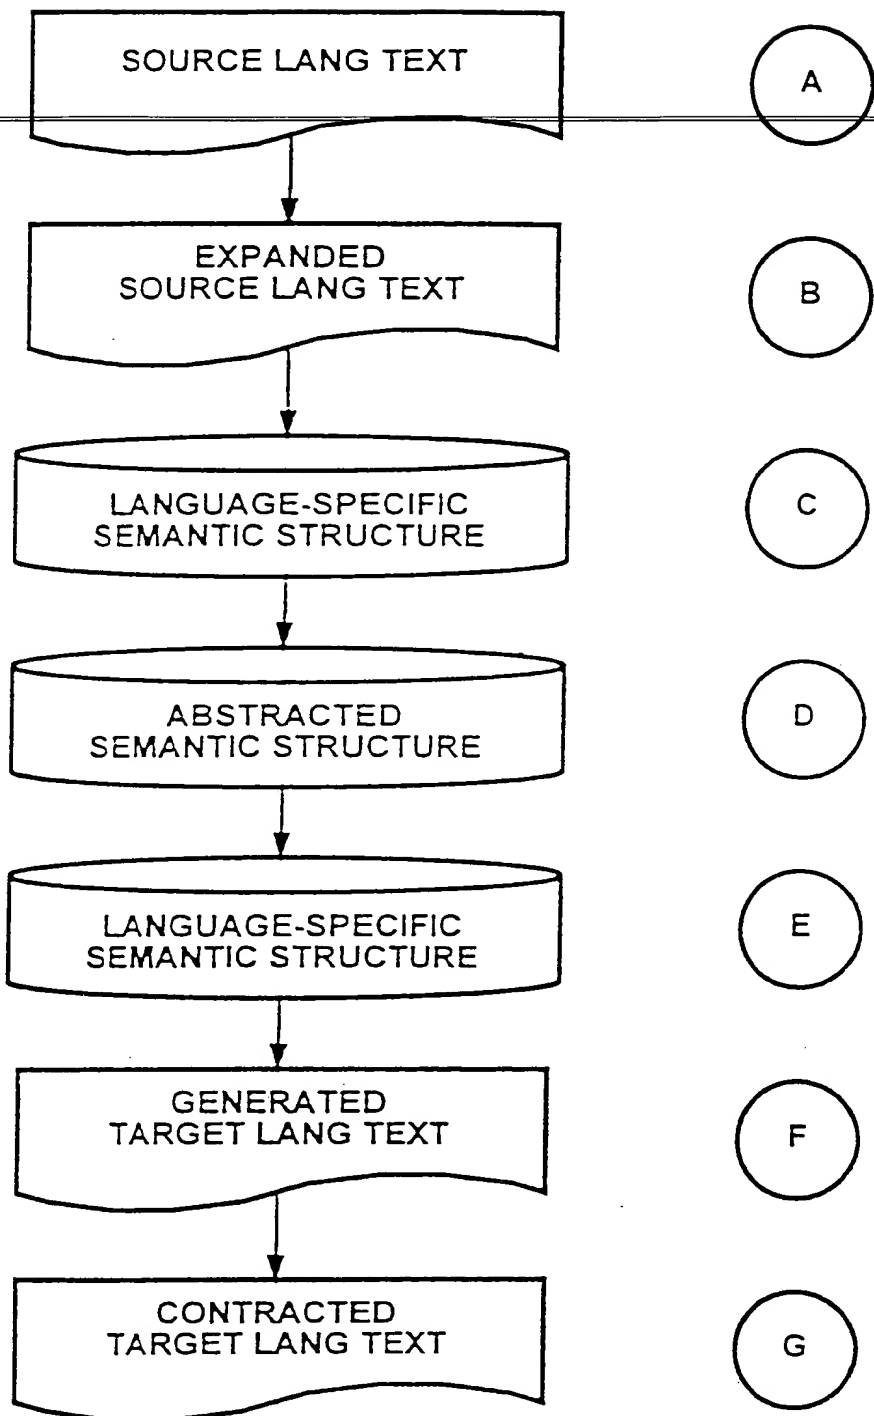 SOURCE LANG TEXT
A
EXPANDED
SOURCE LANG TEXT
B
LANGUAGE-SPECIFIC
SEMANTIC STRUCTURE
C
ABSTRACTED
SEMANTIC STRUCTURE
D
LANGUAGE-SPECIFIC
SEMANTIC STRUCTURE
E
GENERATED
TARGET LANG TEXT
F
CONTRACTED
TARGET LANG TEXT
G